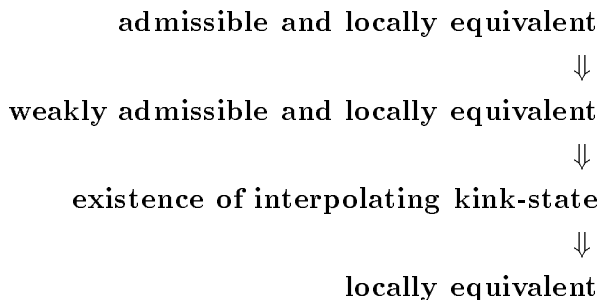 admissible and locally equivalent
⇓
weakly admissible and locally equivalent
⇓
existence of interpolating kink-state
⇓
locally equivalent